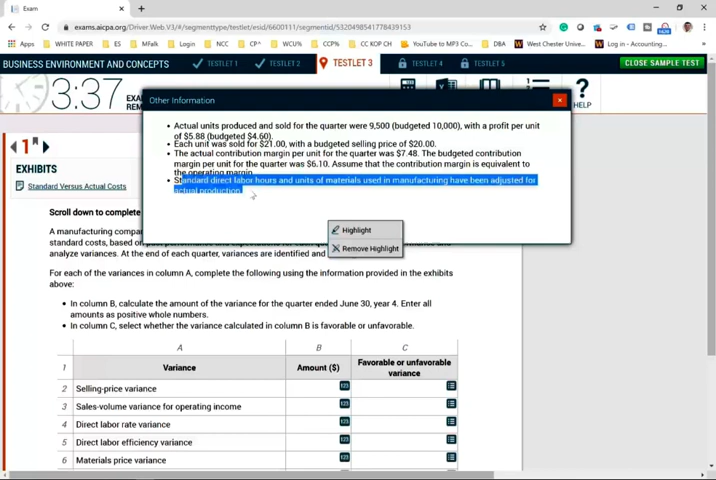 Exam
exams.aicpa.org/Driver.Web.V3/#/segmenttype/testlet/esid/6600111/segmentid/5320498151778439153
Apps WHITE PAPER ES MFalk Login NCC CP^ WCU% CCP% CC KOP CH YouTube to MP3 Co... DBA West Chester Unive... Log in - Accounting...
BUSINESS ENVIRONMENT AND CONCEPTS TESTLET 1 TESTLET 2 TESTLET 3 TESTLET 4 TESTLET 5 CLOSE SAMPLE TEST
3:37
HELP
Other Information
• Actual units produced and sold for the quarter were 9,500 (budgeted 10,000), with a profit per unit
of $5.88 (budgeted $4.60).
• Each unit was sold for $21.00, with a budgeted selling price of $20.00.
• The actual contribution margin per unit for the quarter was $7.48. The budgeted contribution
margin per unit for the quarter was $6.10. Assume that the contribution margin is equivalent to
the operating margin.
• Standard direct labor hours and units of materials used in manufacturing have been adjusted for
actual production.
Highlight
Remove Highlight
1
EXHIBITS
Standard Versus Actual Costs
Scroll down to complete
A manufacturing compa
standard costs, based on
analyze variances. At the end of each quarter, variances are identified and
For each of the variances in column A, complete the following using the information provided in the exhibits
above:
• In column B, calculate the amount of the variance for the quarter ended June 30, year 4. Enter all
amounts as positive whole numbers.
• In column C, select whether the variance calculated in column B is favorable or unfavorable.
A B C
1 Variance Amount ($) Favorable or unfavorable
variance
2 Selling-price variance 123
3 Sales-volume variance for operating income 123
4 Direct labor rate variance 123
5 Direct labor efficiency variance 123
6 Materials price variance 123